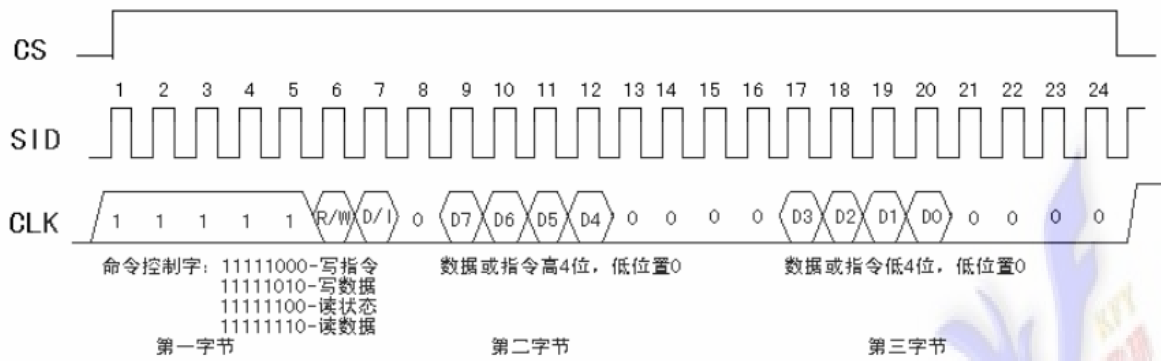 CS
1 2 3 4 5 6 7 8 9 10 11 12 13 14 15 16 17 18 19 20 21 22 23 24
SID
CLK 1 1 1 1 1 R/W D/I 0 D7 D6 D5 D4 0 0 0 0 D3 D2 D1 D0 0 0 0 0
命令控制字：11111000-写指令 数据或指令高4位，低位置0 数据或指令低4位，低位置0
11111010-写数据
11111100-读状态
11111110-读数据
第一字节 第二字节 第三字节